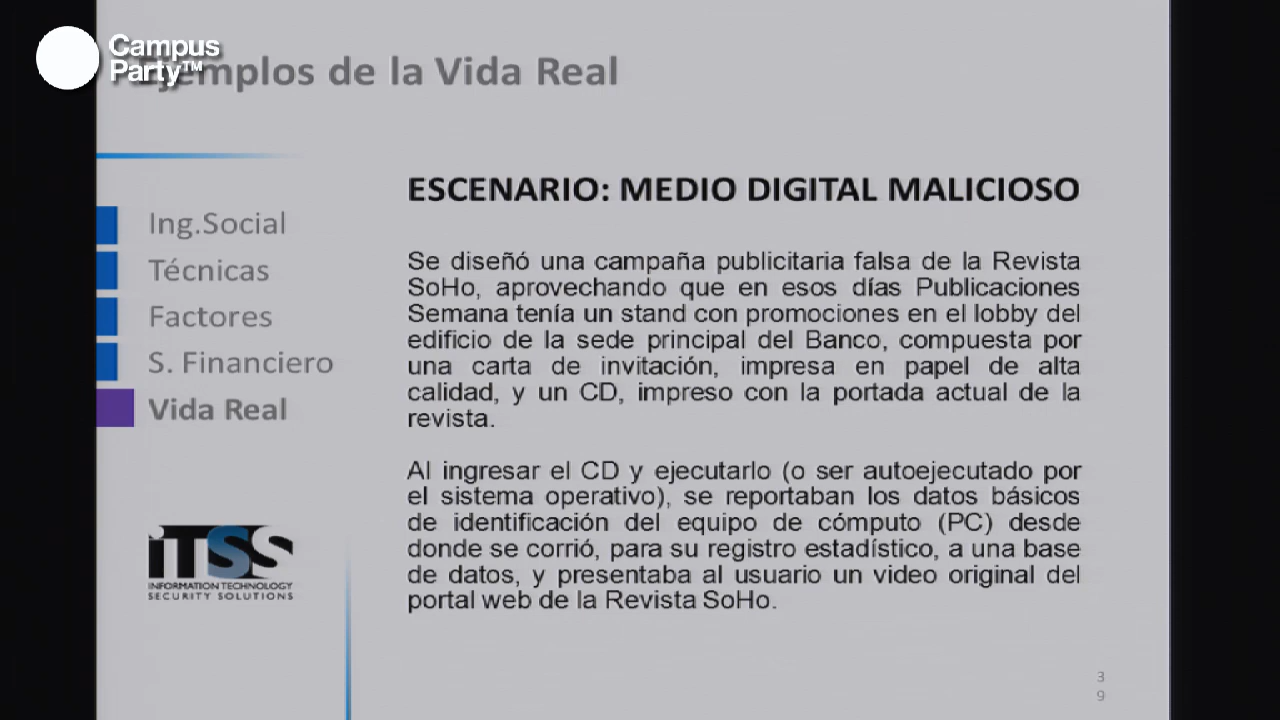 Campus
Party™
Ejemplos de la Vida Real
ESCENARIO: MEDIO DIGITAL MALICIOSO
Ing.Social
Técnicas
Factores
S. Financiero
Vida Real
Se diseñó una campaña publicitaria falsa de la Revista
SoHo, aprovechando que en esos días Publicaciones
Semana tenía un stand con promociones en el lobby del
edificio de la sede principal del Banco, compuesta por
una carta de invitación, impresa en papel de alta
calidad, y un CD, impreso con la portada actual de la
revista.
Al ingresar el CD y ejecutarlo (o ser autoejecutado por
el sistema operativo), se reportaban los datos básicos
de identificación del equipo de cómputo (PC) desde
donde se corrió, para su registro estadístico, a una base
de datos, y presentaba al usuario un video original del
portal web de la Revista SoHo.
iTSS
INFORMATION TECHNOLOGY
SECURITY SOLUTIONS
3
9